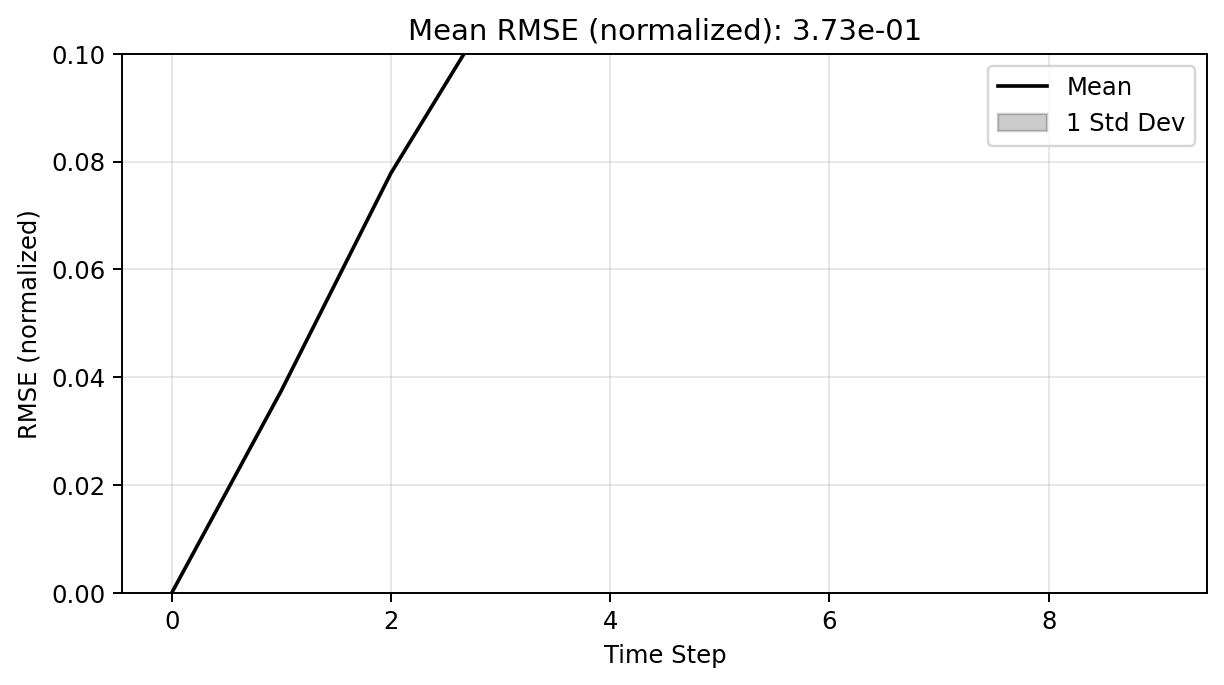 Mean RMSE (normalized): 3.73e-01
0.10
0.08
0.06
0.04
0.02
0.00
RMSE (normalized)
Mean
1 Std Dev
0 2 4 6 8
Time Step